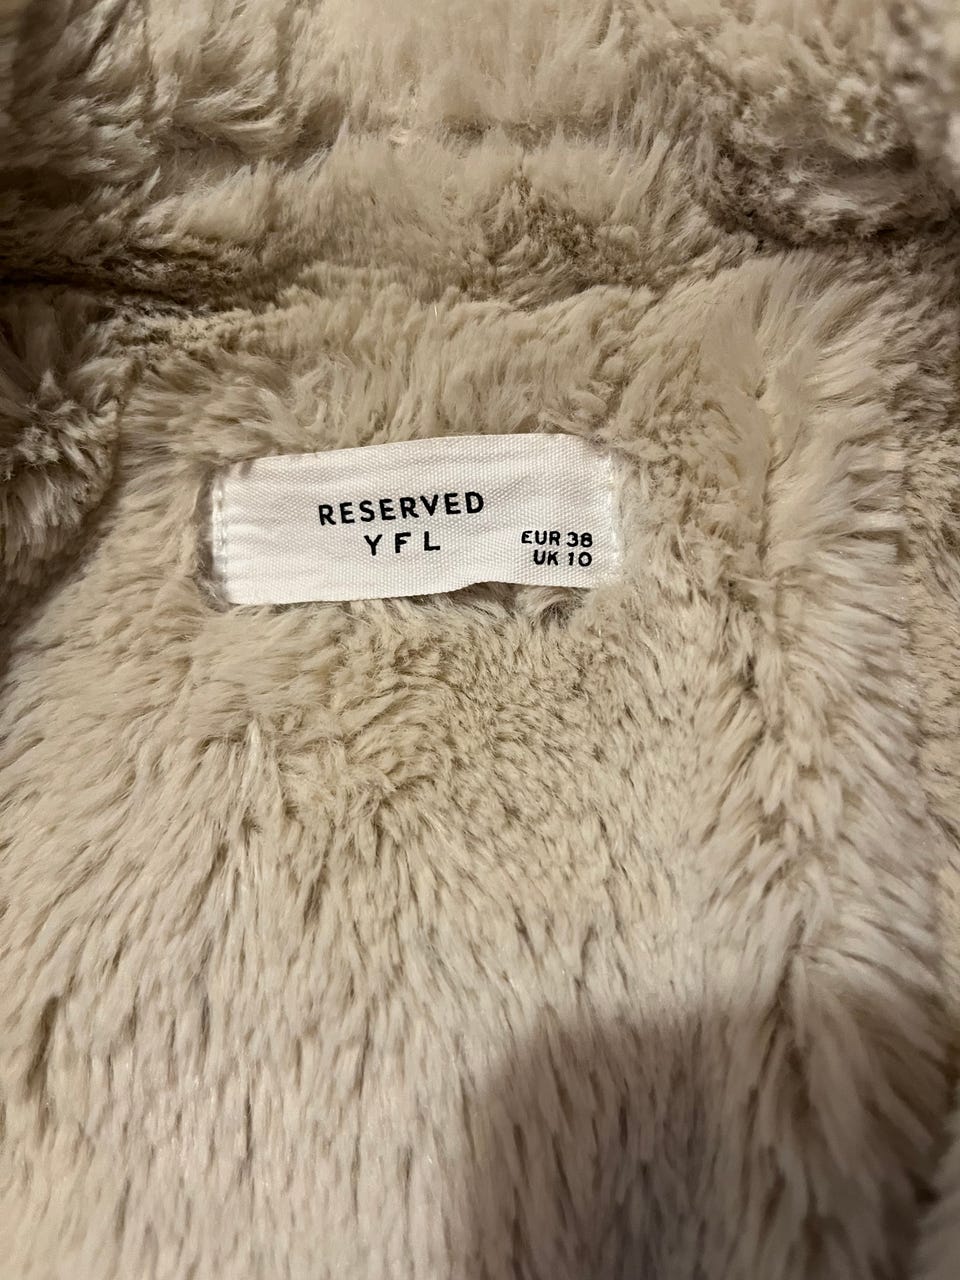 RESERVED
YFL
EUR 38
UK 10